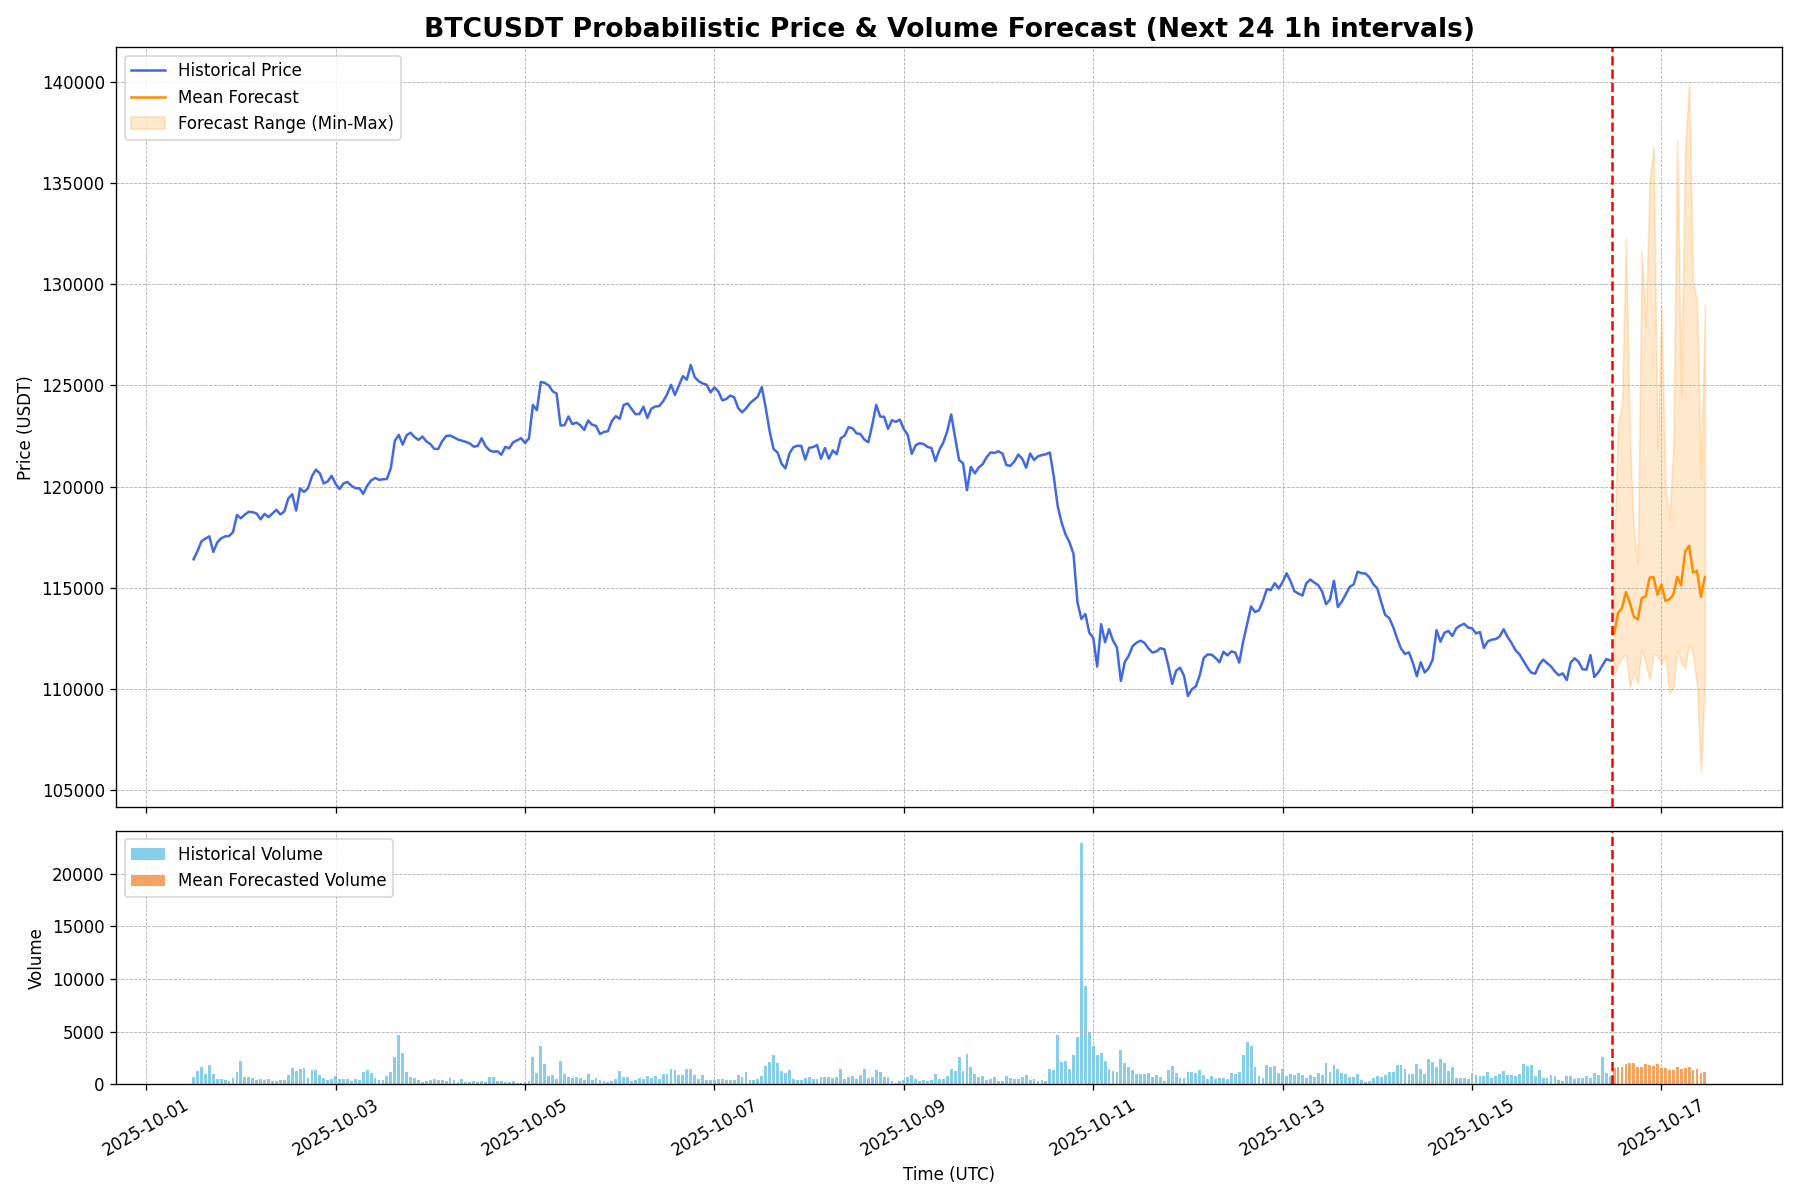 BTCUSDT Probabilistic Price & Volume Forecast (Next 24 1h intervals)
Historical Price
Mean Forecast
Forecast Range (Min-Max)
140000
135000
130000
125000
120000
115000
110000
105000
Price (USDT)
Historical Volume
Mean Forecasted Volume
20000
15000
10000
5000
0
Volume
2025-10-01
2025-10-03
2025-10-05
2025-10-07
2025-10-09
2025-10-11
2025-10-13
2025-10-15
2025-10-17
Time (UTC)